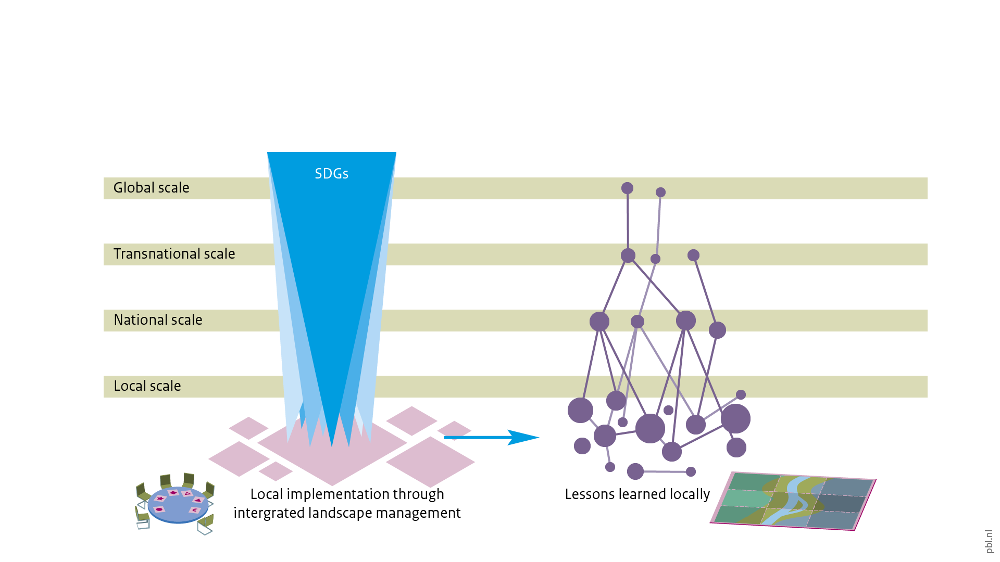 SDGs
Global scale
Transnational scale
National scale
Local scale
Local implementation through
intergrated landscape management
Lessons learned locally
€
pbl.nl